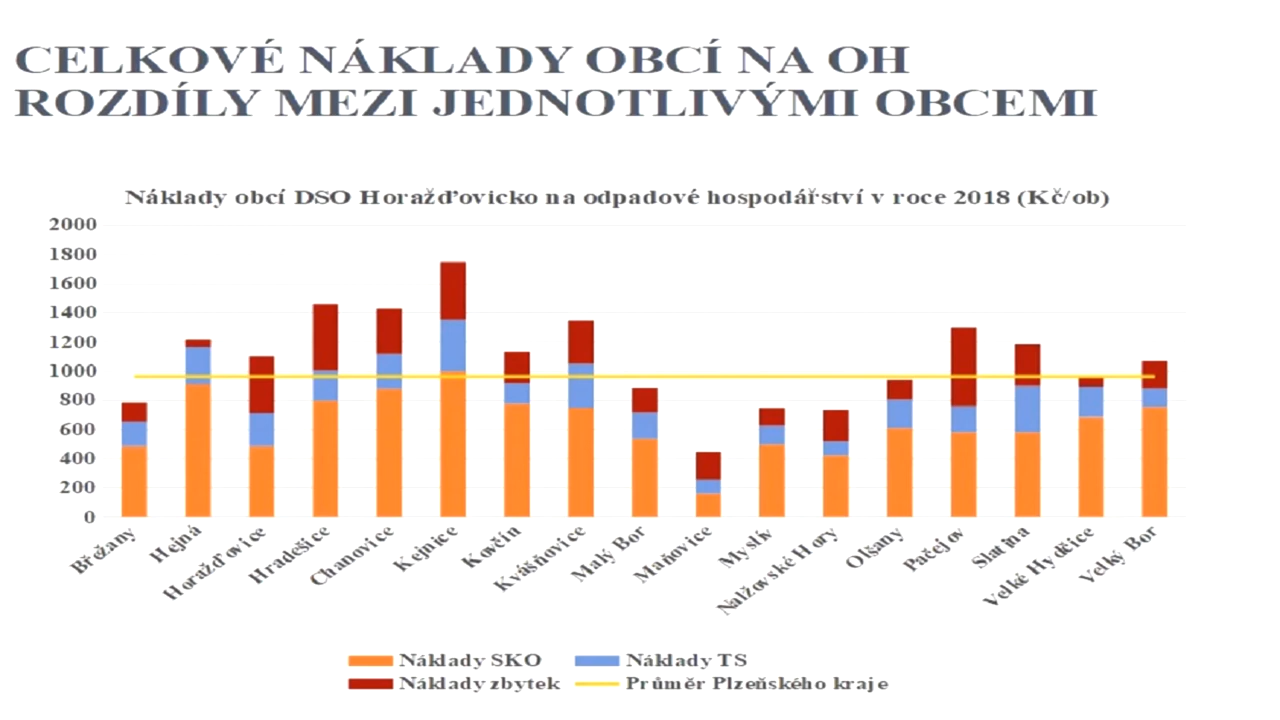 CELKOVÉ NÁKLADY OBCÍ NA OH
ROZDÍLY MEZI JEDNOTLIVÝMI OBCEMI
Náklady obcí DSO Horažďovicko na odpadové hospodářství v roce 2018 (Kč/ob)
2000
1800
1600
1400
1200
1000
800
600
400
200
0
Břežany
Hejná
Horažďovice
Hradešice
Chanovice
Kejnice
Kovčín
Kvášňovice
Malý Bor
Maňovice
Myslív
Nalžovské Hory
Olšany
Pačejov
Slatina
Velké Hydčice
Velký Bor
Náklady SKO
Náklady TS
Náklady zbytek
Průměr Plzeňského kraje